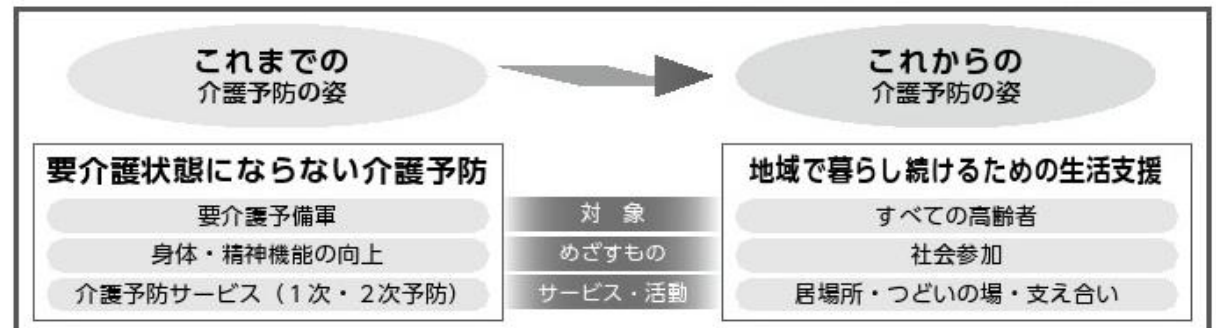 これまでの
介護予防の姿
これからの
介護予防の姿
要介護状態にならない介護予防
地域で暮らし続けるための生活支援
要介護予備軍
対象
すべての高齢者
身体・精神機能の向上
めざすもの
社会参加
介護予防サービス（1次・2次予防）
サービス・活動
居場所・つどいの場・支え合い